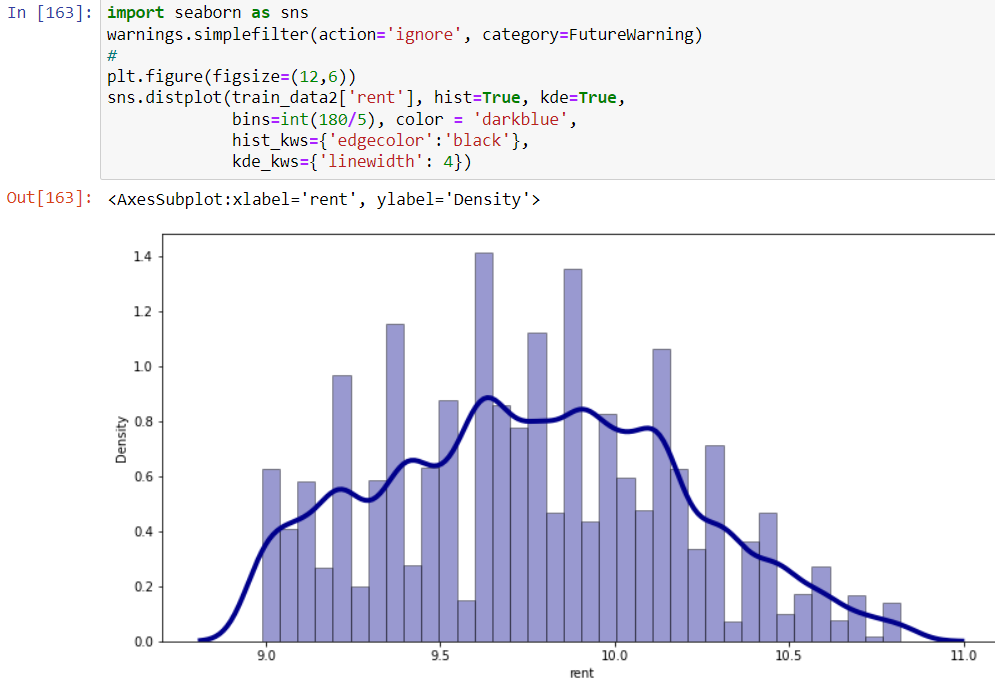 In [163]: import seaborn as sns
warnings.simplefilter(action='ignore', category=FutureWarning)
#
plt.figure(figsize=(12,6))
sns.distplot(train_data2['rent'], hist=True, kde=True,
bins=int(180/5), color = 'darkblue',
hist_kws={'edgecolor':'black'},
kde_kws={'linewidth': 4})
Out[163]: <AxesSubplot:xlabel='rent', ylabel='Density'>
1.4
1.2
1.0
0.8
0.6
0.4
0.2
0.0
Density
9.0 9.5 10.0 10.5 11.0
rent